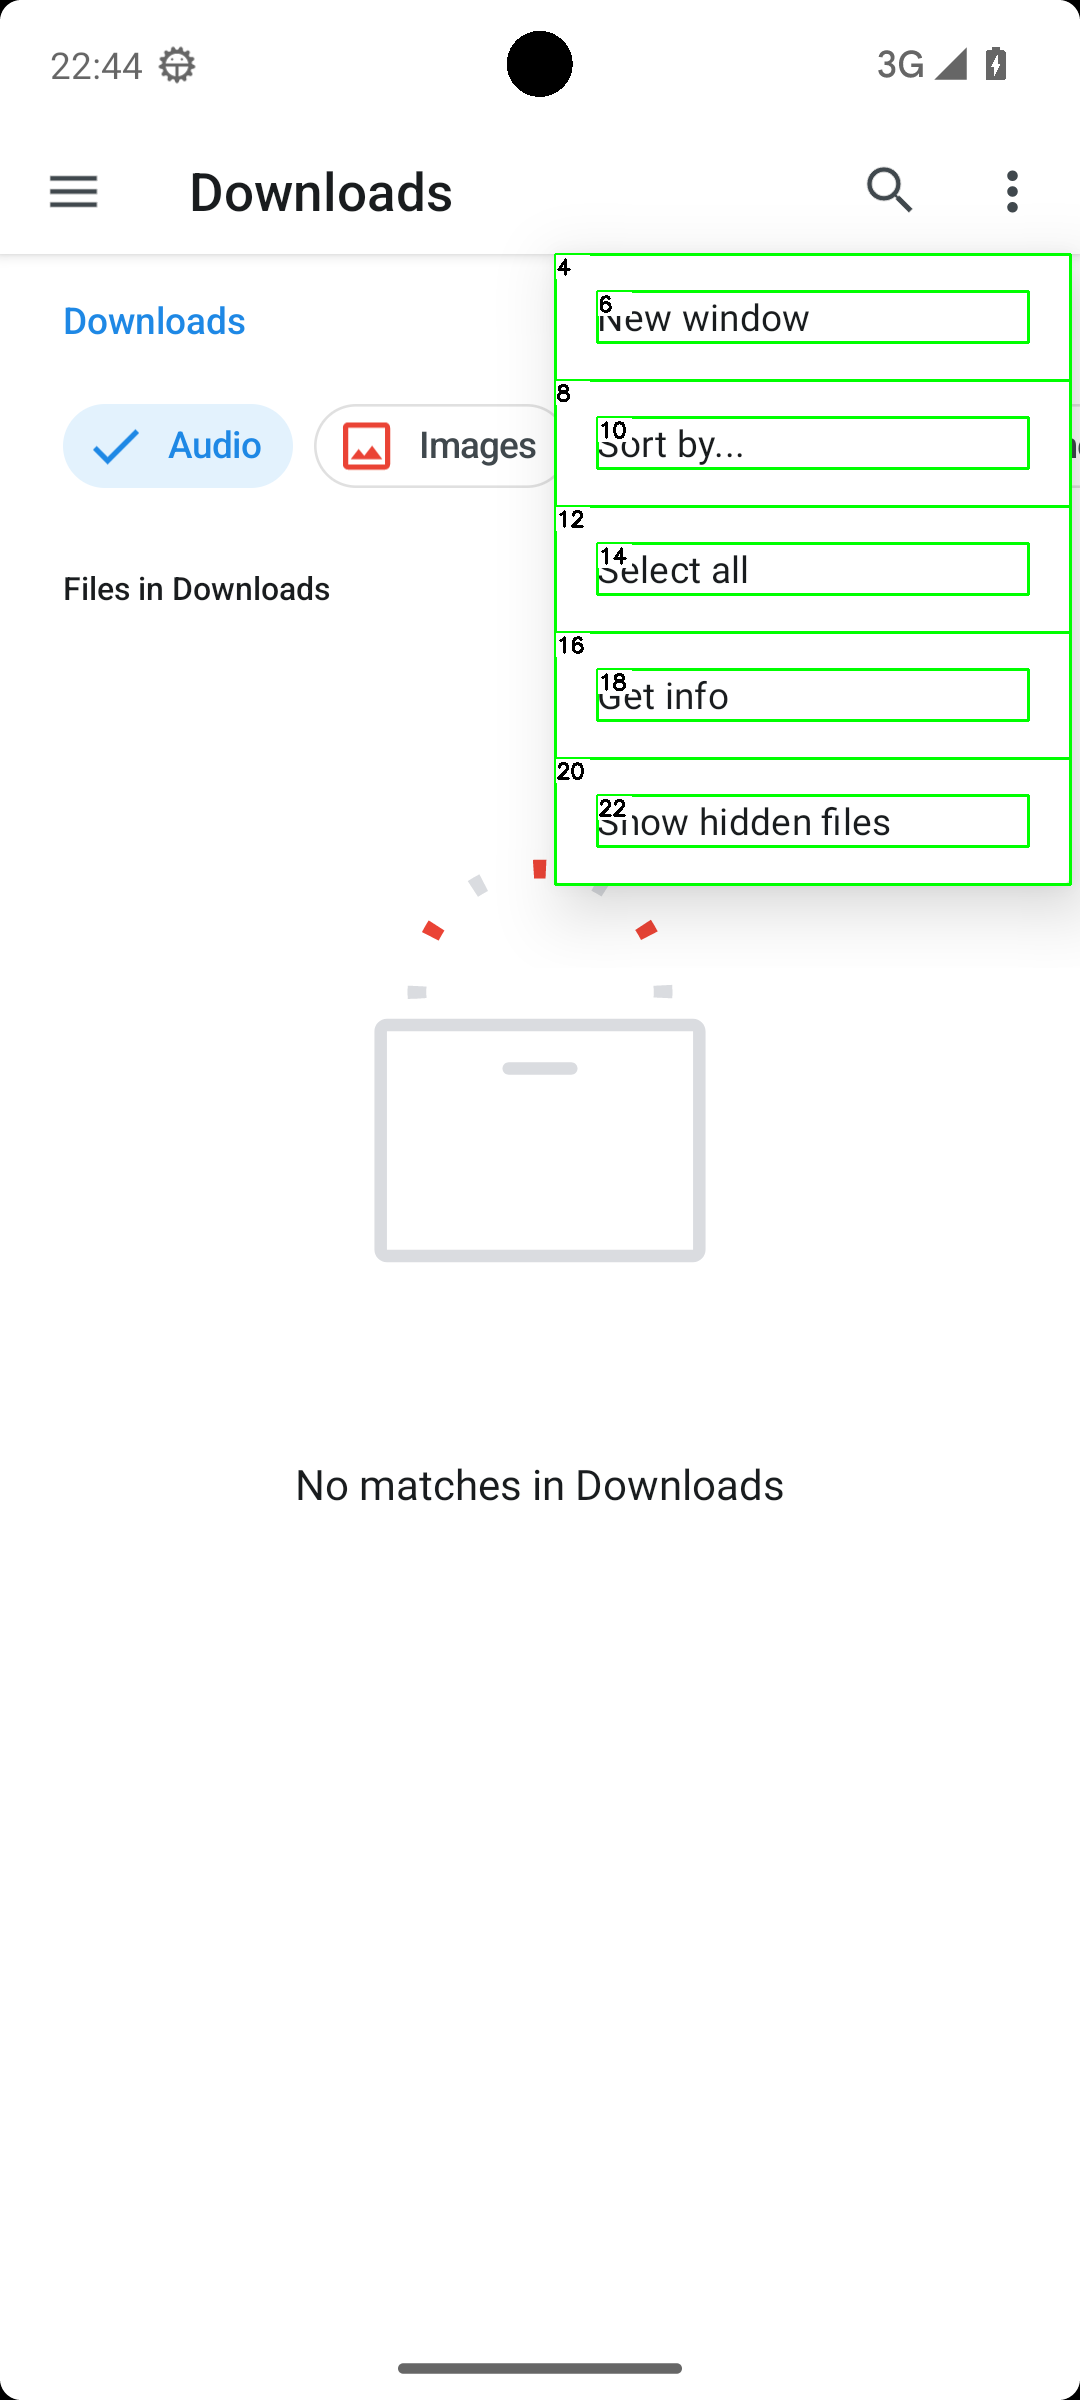 22:44
3G
Downloads
Downloads
4
6
New window
Audio
Images
8
10
Sort by...
12
14
Select all
Files in Downloads
16
18
Get info
20
22
Show hidden files
No matches in Downloads